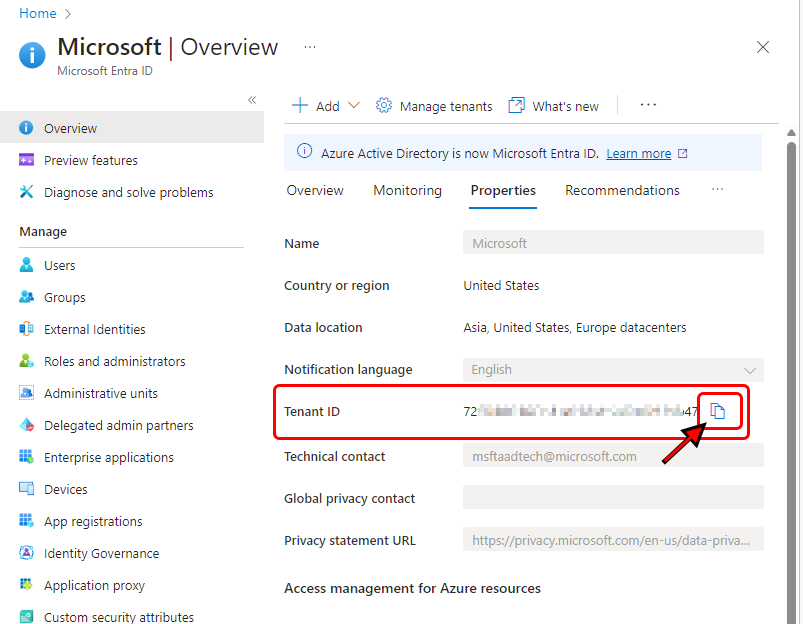 Home
Microsoft | Overview
Microsoft Entra ID
Overview
Preview features
Diagnose and solve problems
Manage
Users
Groups
External Identities
Roles and administrators
Administrative units
Delegated admin partners
Enterprise applications
Devices
App registrations
Identity Governance
Application proxy
Custom security attributes
Add Manage tenants What's new
Azure Active Directory is now Microsoft Entra ID. Learn more
Overview Monitoring Properties Recommendations
Name Microsoft
Country or region United States
Data location Asia, United States, Europe datacenters
Notification language English
Tenant ID
Technical contact msftaadtech@microsoft.com
Global privacy contact
Privacy statement URL https://privacy.microsoft.com/en-us/data-priva...
Access management for Azure resources